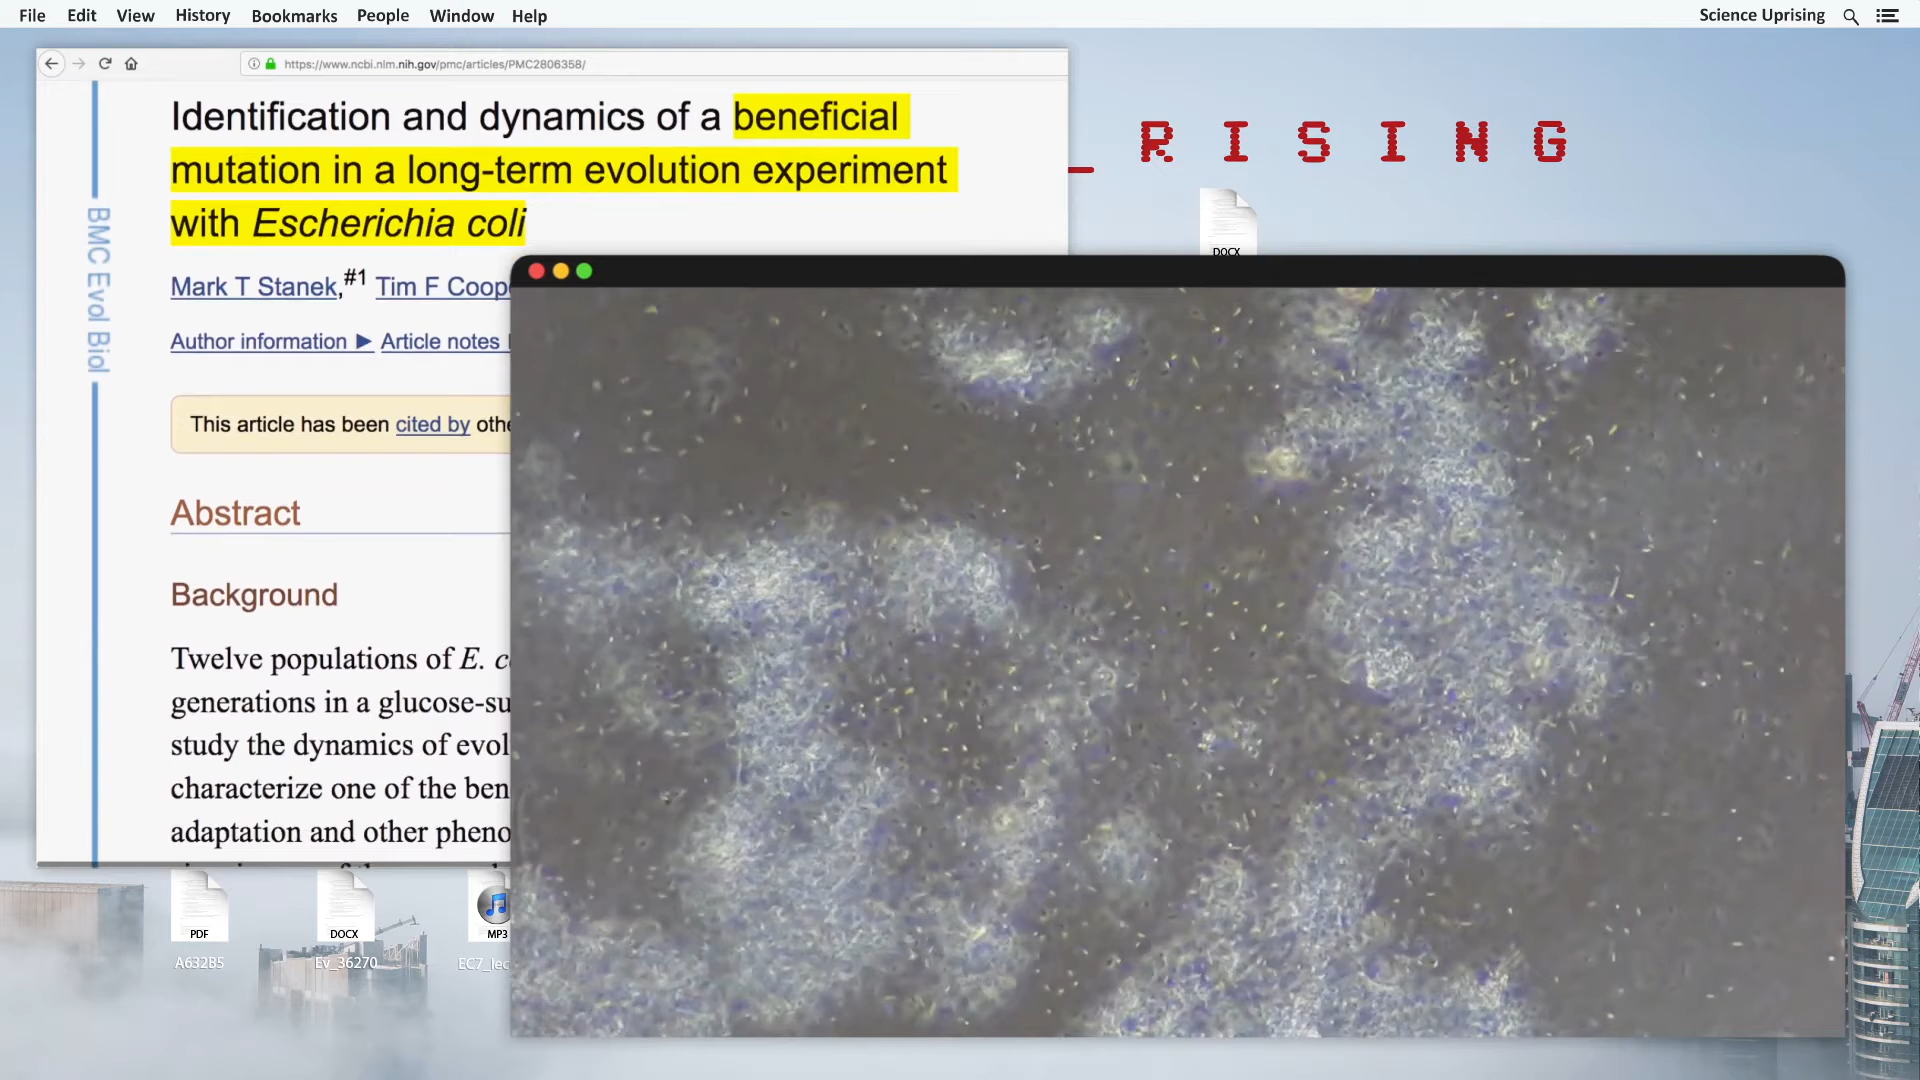 File Edit View History Bookmarks People Window Help Science Uprising
https://www.ncbi.nlm.nih.gov/pmc/articles/PMC2806358/
Identification and dynamics of a beneficial
mutation in a long-term evolution experiment
with Escherichia coli
Mark T Stanek,#1 Tim F Coop
Author information ► Article notes
This article has been cited by othe
Abstract
Background
Twelve populations of E. c
generations in a glucose-su
study the dynamics of evol
characterize one of the ben
adaptation and other pheno
BMC Evol Biol
_ R I S I N G
DOCX
PDF
A632B5
DOCX
Ev_36270
MP3
EC7_lec